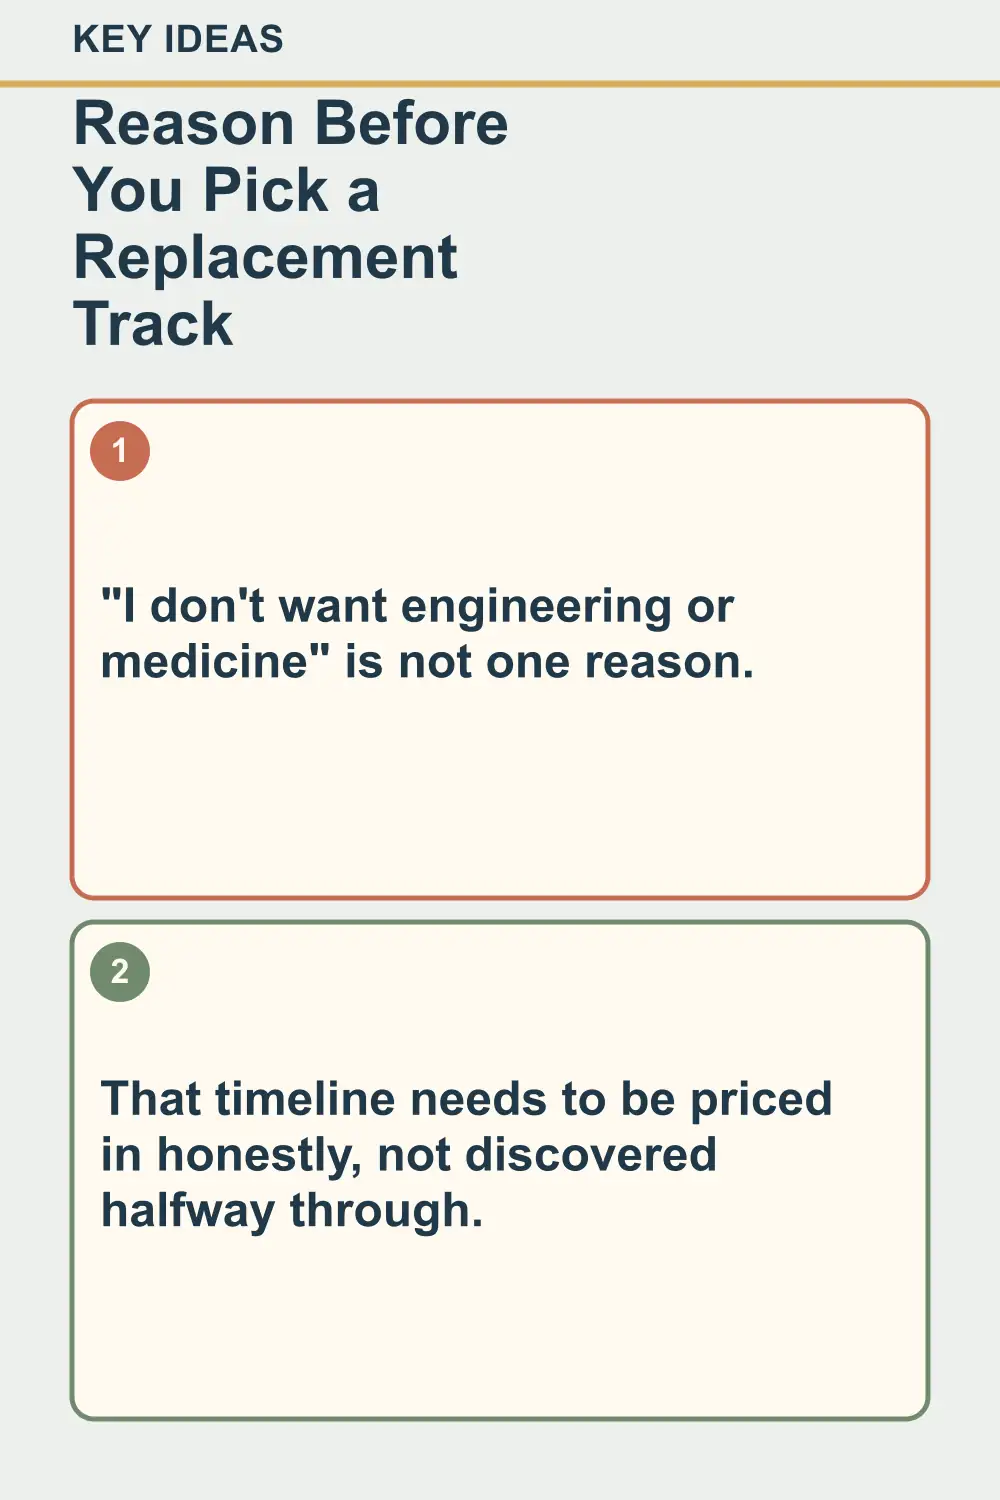 KEY IDEAS
Reason Before
You Pick a
Replacement
Track
1
"I don't want engineering or
medicine" is not one reason.
2
That timeline needs to be priced
in honestly, not discovered
halfway through.